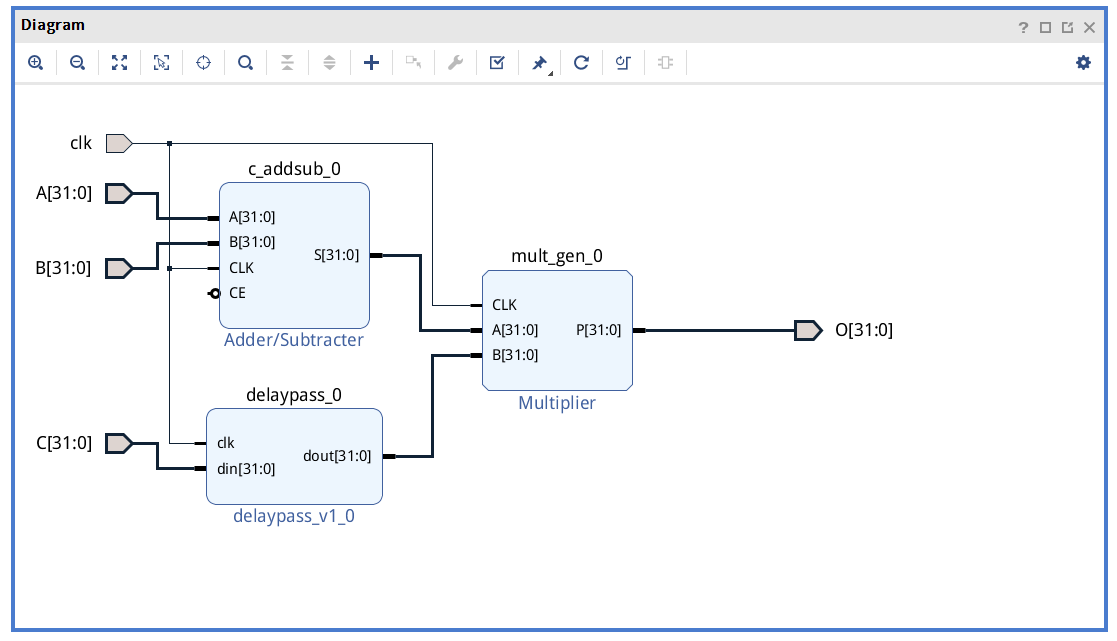 Diagram
?
clk
A[31:0]
B[31:0]
c_addsub_0
A[31:0]
B[31:0]
CLK
CE
S[31:0]
Adder/Subtracter
mult_gen_0
CLK
A[31:0]
B[31:0]
P[31:0]
Multiplier
O[31:0]
C[31:0]
delaypass_0
clk
din[31:0]
dout[31:0]
delaypass_v1_0